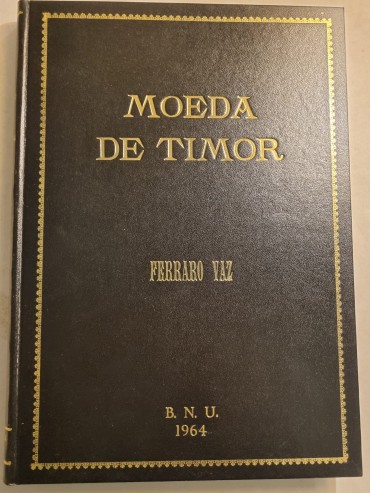 MOEDA
DE TIMOR
FERRARO VAZ
B. N. U.
1964